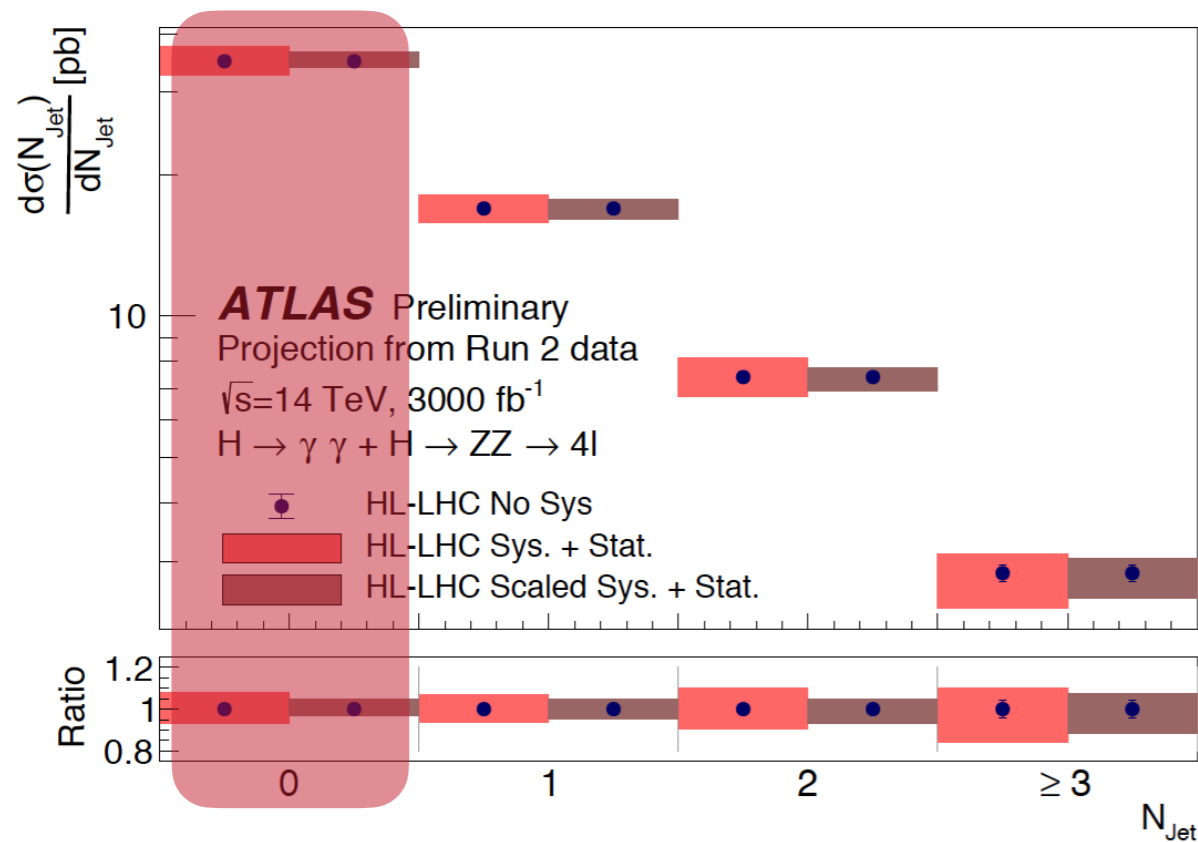 dσ(N_Jet)
dN_Jet
[pb]
10
ATLAS Preliminary
Projection from Run 2 data
√s=14 TeV, 3000 fb⁻¹
H → γ γ + H → ZZ → 4l
HL-LHC No Sys
HL-LHC Sys. + Stat.
HL-LHC Scaled Sys. + Stat.
Ratio
1.2
1
0.8
0 1 2 ≥ 3
N_Jet